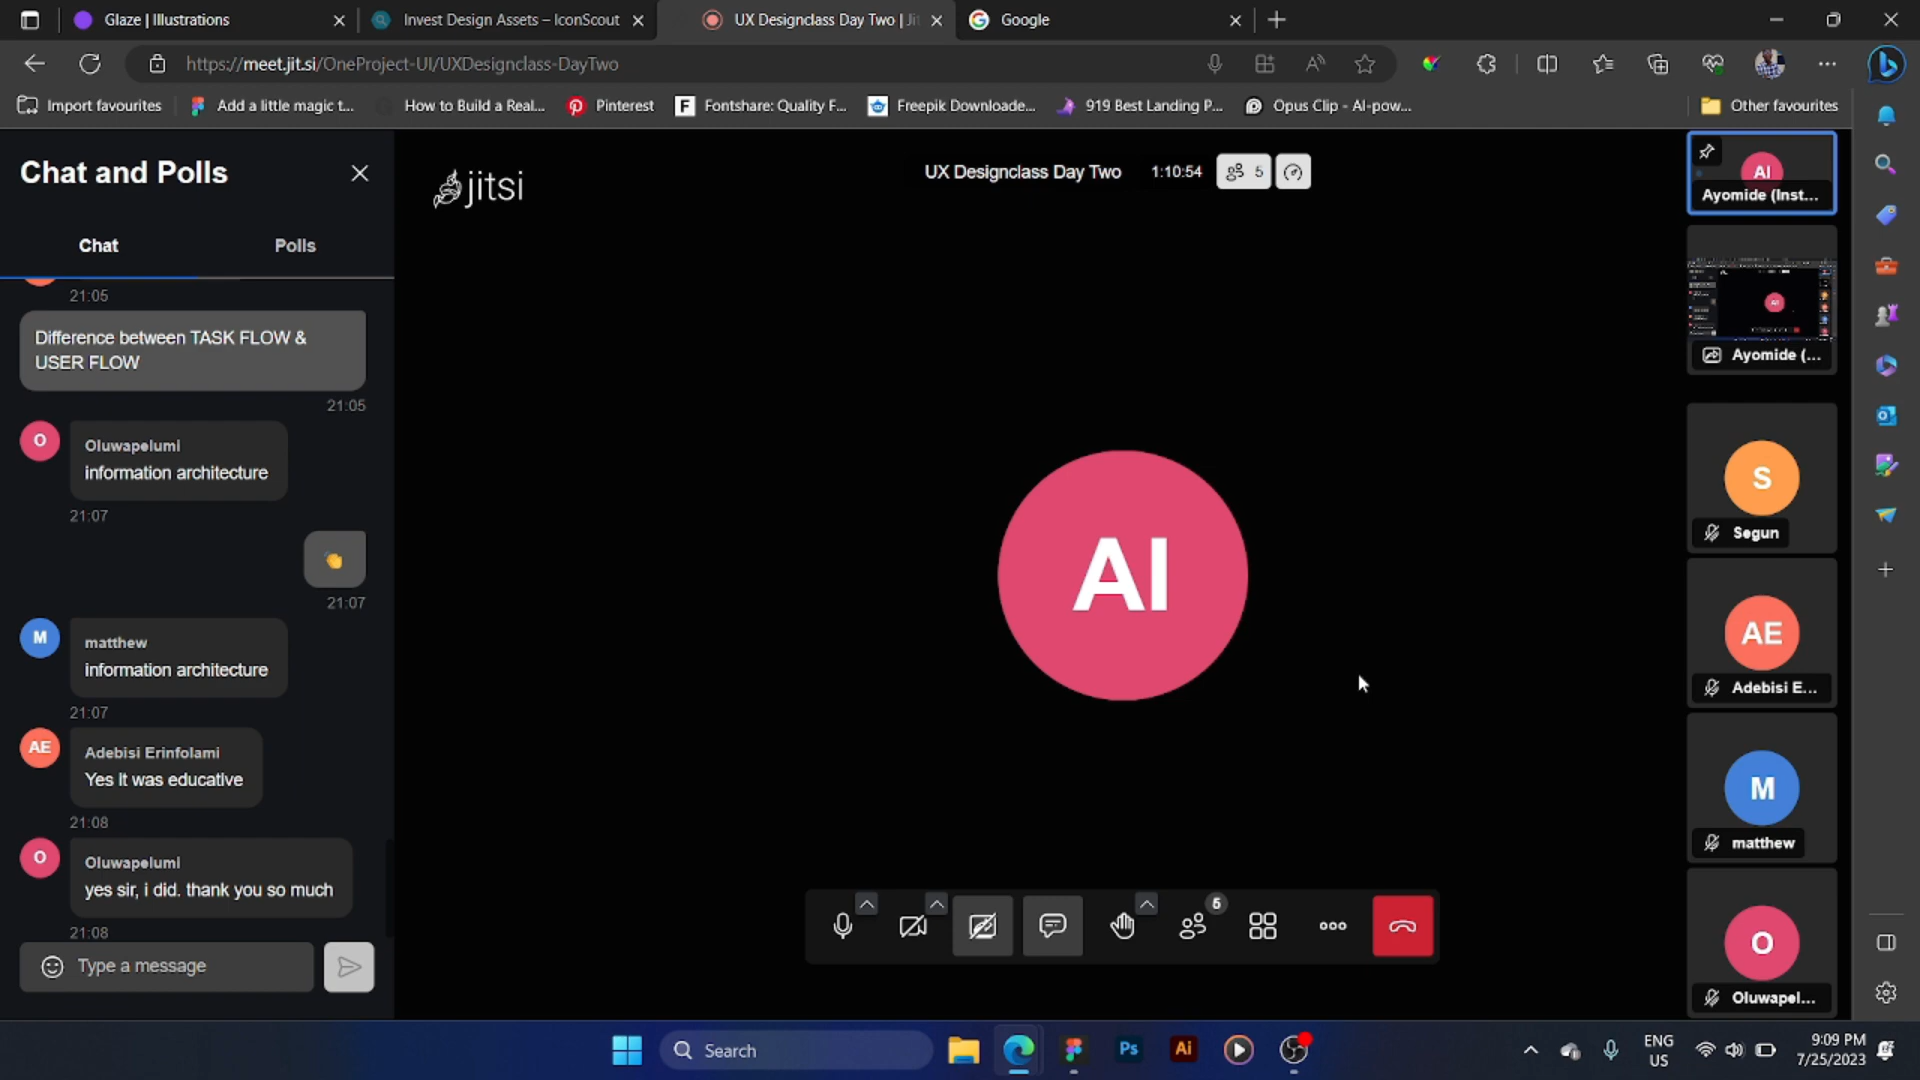 Glaze | Illustrations
Invest Design Assets – IconScout
UX Designclass Day Two | Jit
Google
https://meet.jit.si/OneProject-UI/UXDesignclass-DayTwo
Import favourites
Add a little magic t...
How to Build a Real...
Pinterest
Fontshare: Quality F...
Freepik Downloade...
919 Best Landing P...
Opus Clip - AI-pow...
Other favourites
Chat and Polls
Chat
Polls
21:05
Difference between TASK FLOW &
USER FLOW
21:05
O
Oluwapelumi
information architecture
21:07
21:07
M
matthew
information architecture
21:07
AE
Adebisi Erinfolami
Yes it was educative
21:08
O
Oluwapelumi
yes sir, i did. thank you so much
21:08
Type a message
jitsi
UX Designclass Day Two
1:10:54
5
AI
AI
Ayomide (Inst...
Ayomide (...
S
Segun
AE
Adebisi E...
M
matthew
O
Oluwapel...
5
Search
Ps
Ai
ENG
US
9:09 PM
7/25/2023